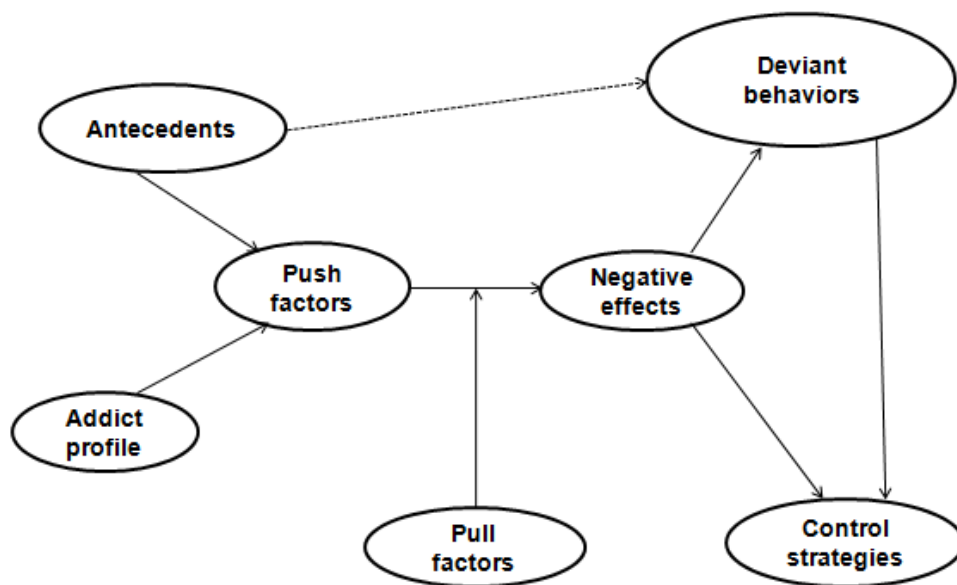 Deviant
behaviors
Antecedents
Push
factors
Negative
effects
Addict
profile
Pull
factors
Control
strategies